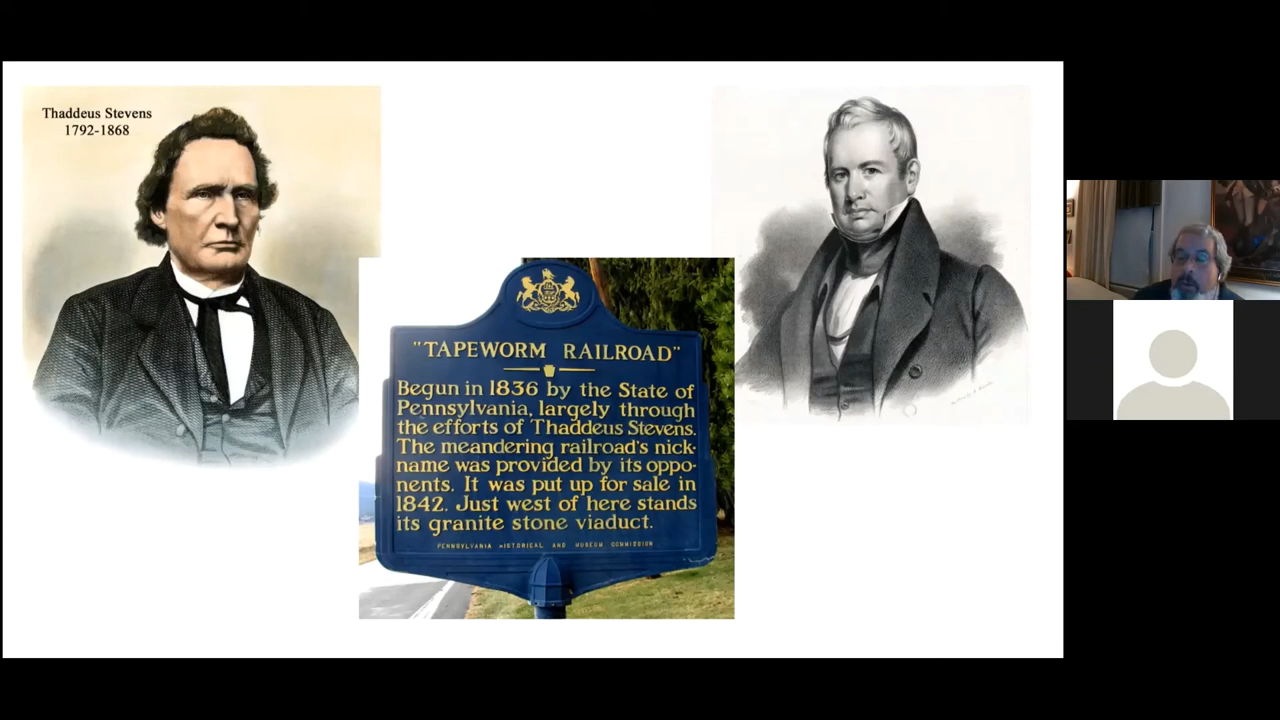 Thaddeus Stevens
1792-1868
"TAPEWORM RAILROAD"
Begun in 1836 by the State of
Pennsylvania, largely through
the efforts of Thaddeus Stevens.
The meandering railroad's nick-
name was provided by its oppo-
nents. It was put up for sale in
1842. Just west of here stands
its granite stone viaduct.
PENNSYLVANIA HISTORICAL AND MUSEUM COMMISSION